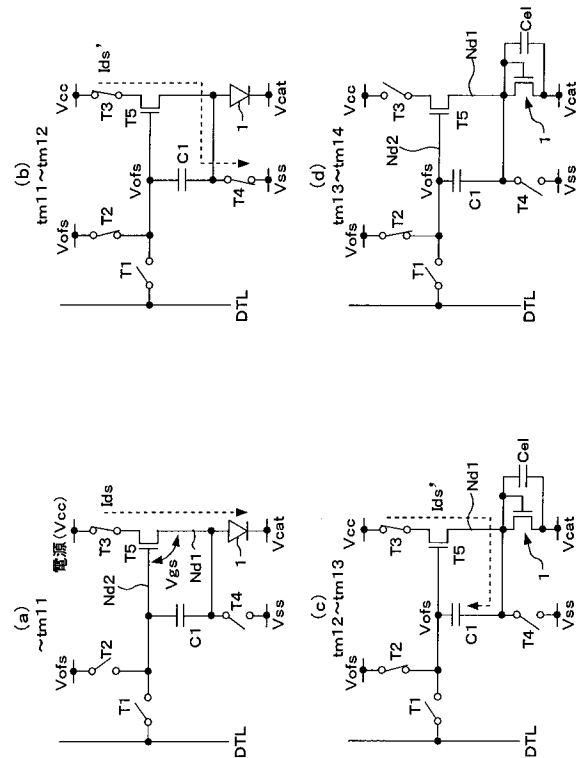 (a)
~tm11
電源(Vcc)
Vofs
T2
T3
Ids
Nd2
T5
Vgs
Nd1
T1
C1
T4
1
DTL
Vss
Vcat
(b)
tm11~tm12
Vcc
Vofs
T2
T3
Ids'
Vofs
T5
T1
C1
T4
1
DTL
Vss
Vcat
(c)
tm12~tm13
Vcc
Vofs
T2
T3
Ids'
Vofs
T5
Nd1
T1
C1
T4
1
Cel
DTL
Vss
Vcat
(d)
tm13~tm14
Vcc
Vofs
T2
T3
Nd2
Vofs
T5
Nd1
T1
C1
T4
1
Cel
DTL
Vss
Vcat